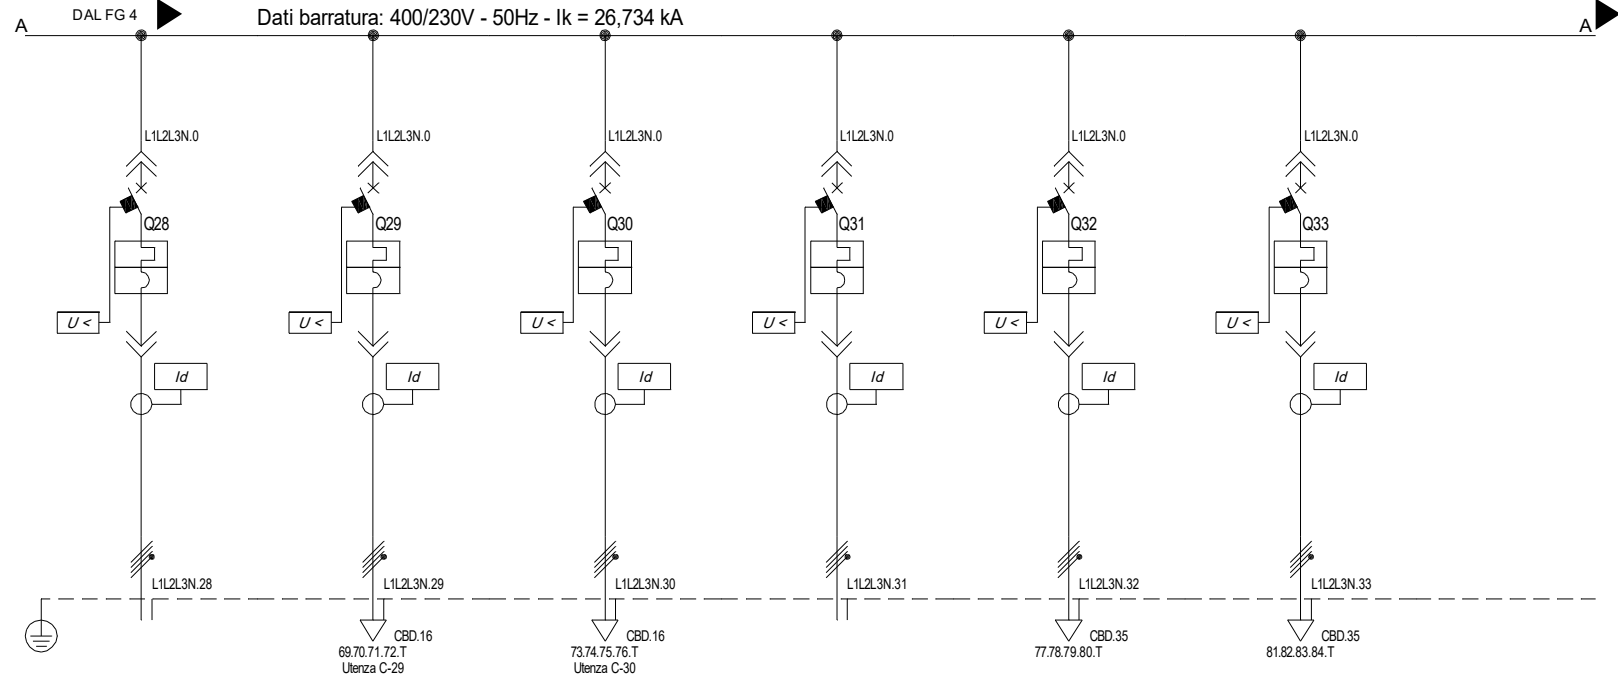 DAL FG 4
Dati barratura: 400/230V - 50Hz - Ik = 26,734 kA
A
A
L1L2L3N.0
L1L2L3N.0
L1L2L3N.0
L1L2L3N.0
L1L2L3N.0
L1L2L3N.0
Q28
Q29
Q30
Q31
Q32
Q33
U <
U <
U <
U <
U <
U <
Id
Id
Id
Id
Id
Id
L1L2L3N.28
L1L2L3N.29
L1L2L3N.30
L1L2L3N.31
L1L2L3N.32
L1L2L3N.33
CBD.16
CBD.16
CBD.35
CBD.35
69.70.71.72.T
73.74.75.76.T
77.78.79.80.T
81.82.83.84.T
Utenza C-29
Utenza C-30